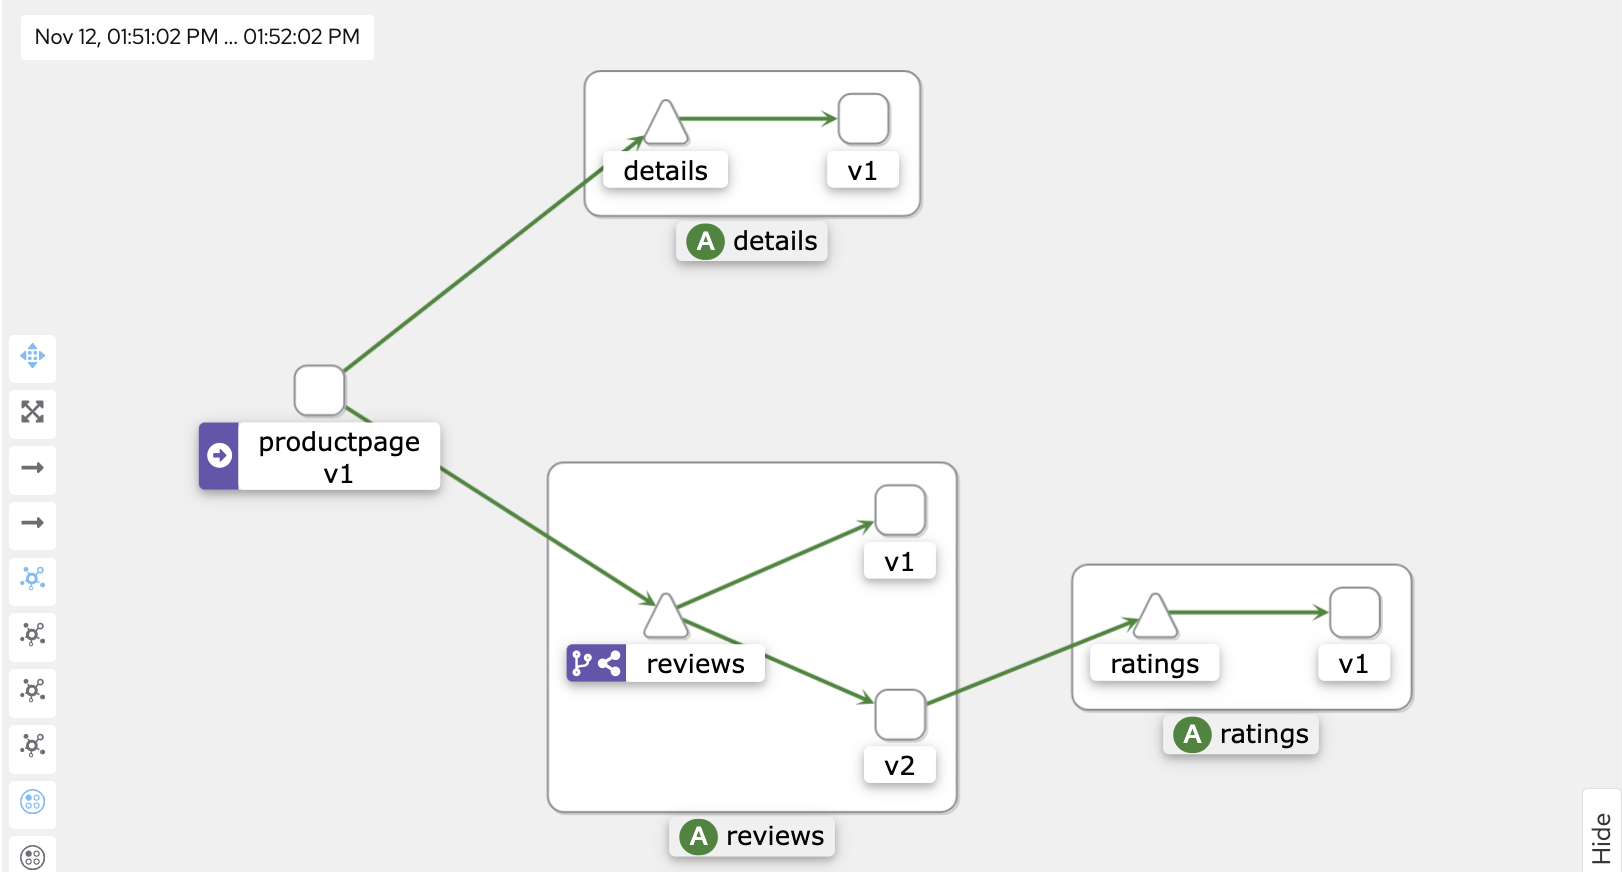 Nov 12, 01:51:02 PM ... 01:52:02 PM
details
v1
A details
productpage
v1
v1
reviews
v2
A reviews
ratings
v1
A ratings
Hide